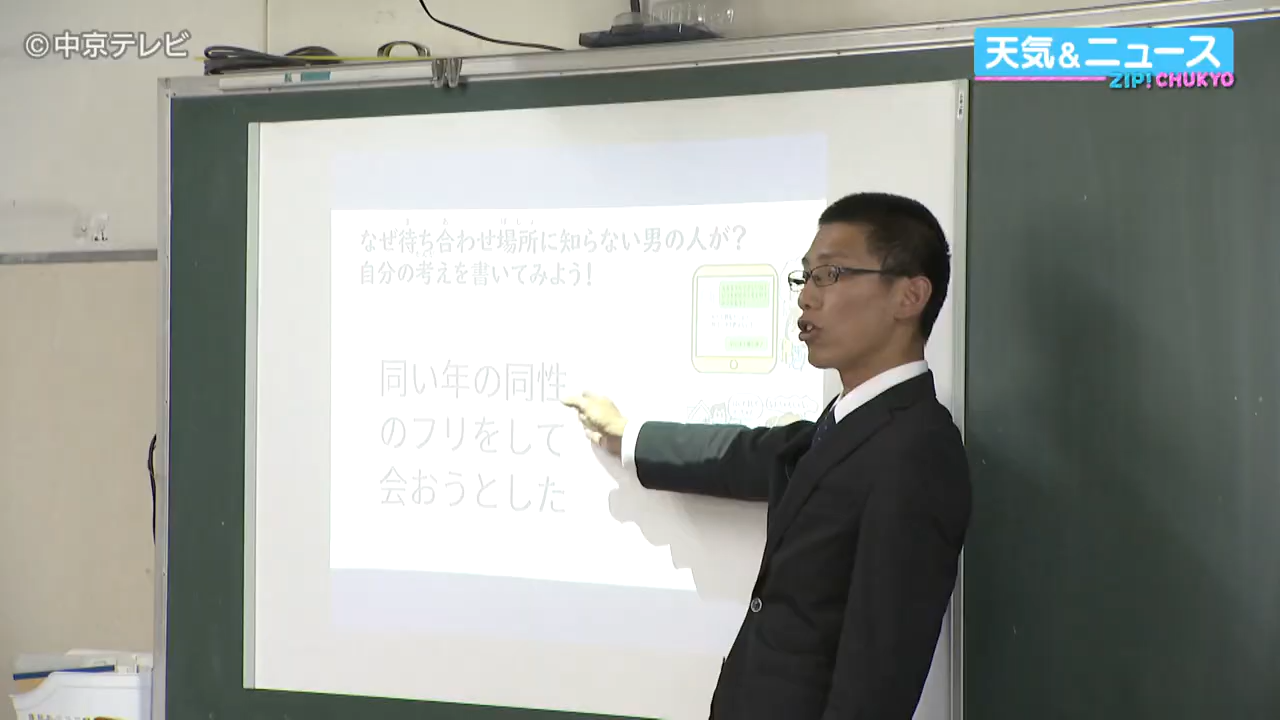 ©中京テレビ
天気&ニュース
ZIP! CHUKYO
なぜ待ち合わせ場所に知らない男の人が?
自分の考えを書いてみよう!
同い年の同性
のフリをして
会おうとした